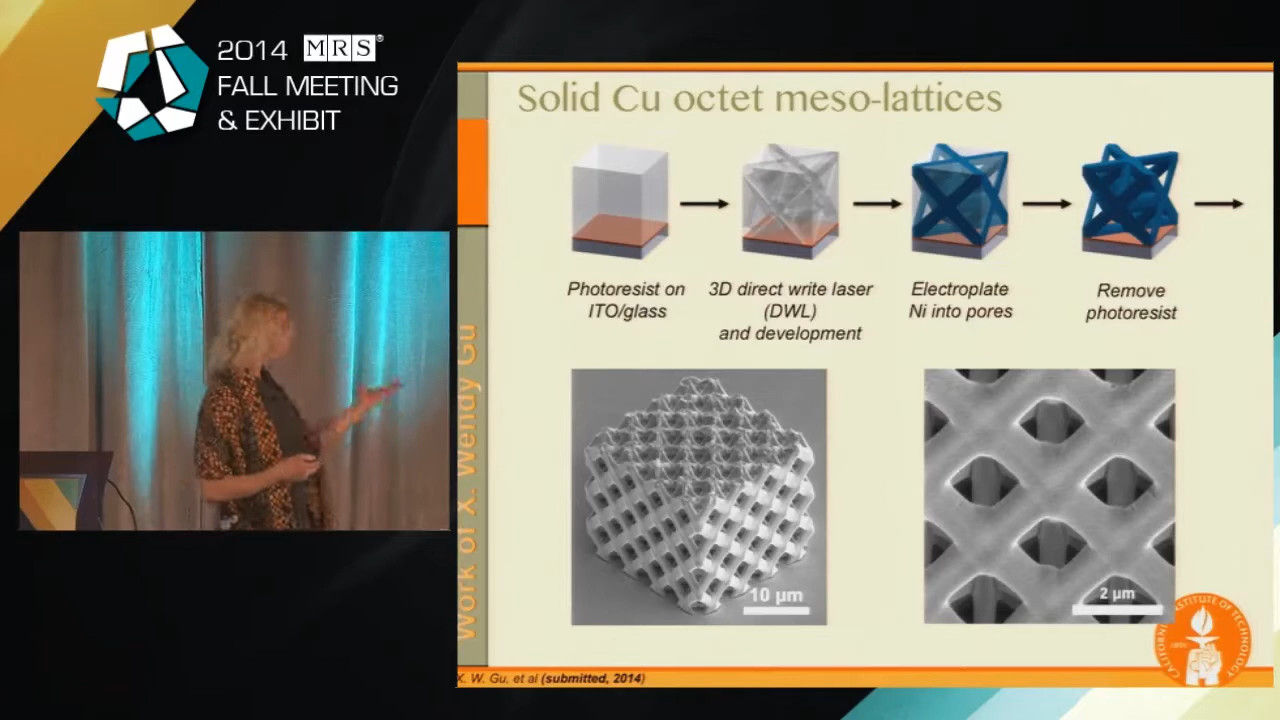 2014 MRS®
FALL MEETING
& EXHIBIT
Solid Cu octet meso-lattices
Photoresist on
ITO/glass
3D direct write laser
(DWL)
and development
Electroplate
Ni into pores
Remove
photoresist
Work of X. Wendy Gu
10 µm
2 µm
CALIFORNIA INSTITUTE OF TECHNOLOGY
X. W. Gu. et al (submitted, 2014)